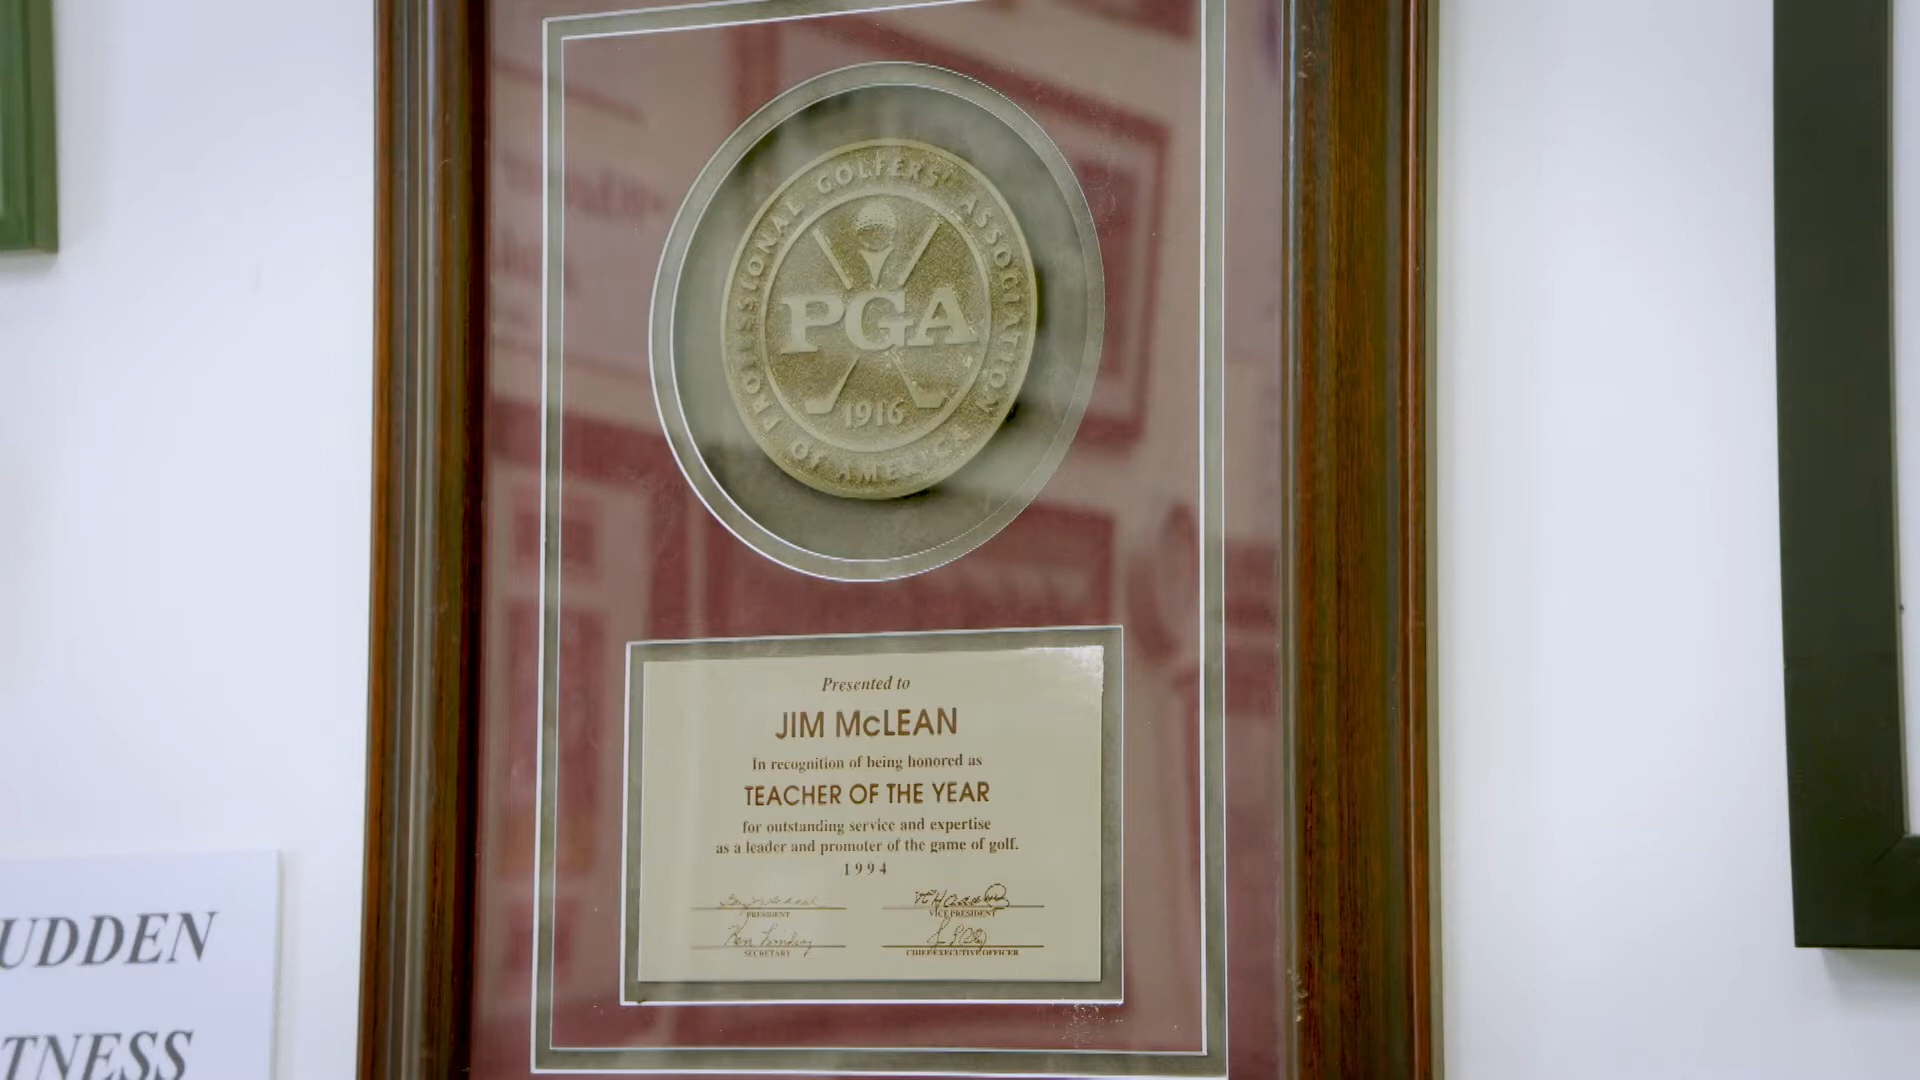 PROFESSIONAL GOLFERS' ASSOCIATION
OF AMERICA
PGA
1916
Presented to
JIM McLEAN
In recognition of being honored as
TEACHER OF THE YEAR
for outstanding service and expertise
as a leader and promoter of the game of golf.
1994
PRESIDENT
VICE PRESIDENT
Ken Lindsay
SECRETARY
CHIEF EXECUTIVE OFFICER
UDDEN
TNESS